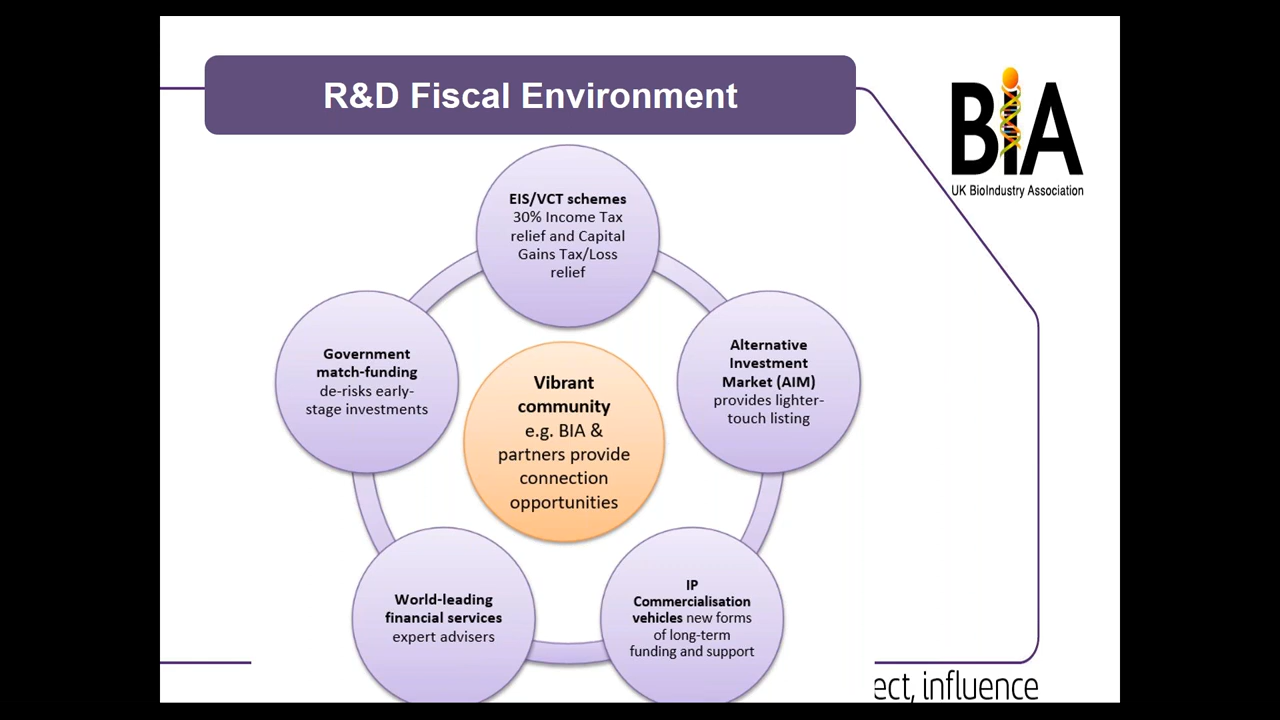 R&D Fiscal Environment
BIA
UK BioIndustry Association
EIS/VCT schemes
30% Income Tax
relief and Capital
Gains Tax/Loss
relief
Alternative
Investment
Market (AIM)
provides lighter-
touch listing
IP
Commercialisation
vehicles new forms
of long-term
funding and support
World-leading
financial services
expert advisers
Government
match-funding
de-risks early-
stage investments
Vibrant
community
e.g. BIA &
partners provide
connection
opportunities
ect, influence